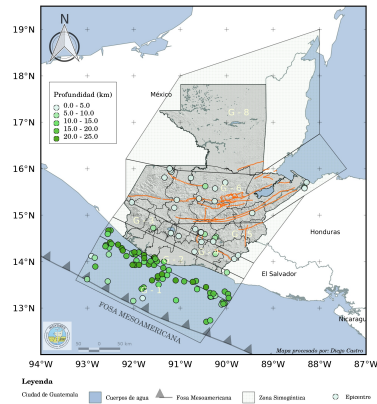 N
19°N
18°N
17°N
16°N
15°N
14°N
13°N
México
Profundidad (km)
0.0 - 5.0
5.0 - 10.0
10.0 - 15.0
15.0 - 20.0
20.0 - 25.0
G - 8
Honduras
El Salvador
Nicaragu
FOSA MESOAMERICANA
Mapa procesado por: Diego Castro
94°W
93°W
92°W
91°W
90°W
89°W
88°W
87°W
Leyenda
Ciudad de Guatemala
Cuerpos de agua
Fosa Mesoamericana
Zona Sismogénica
Epicentro